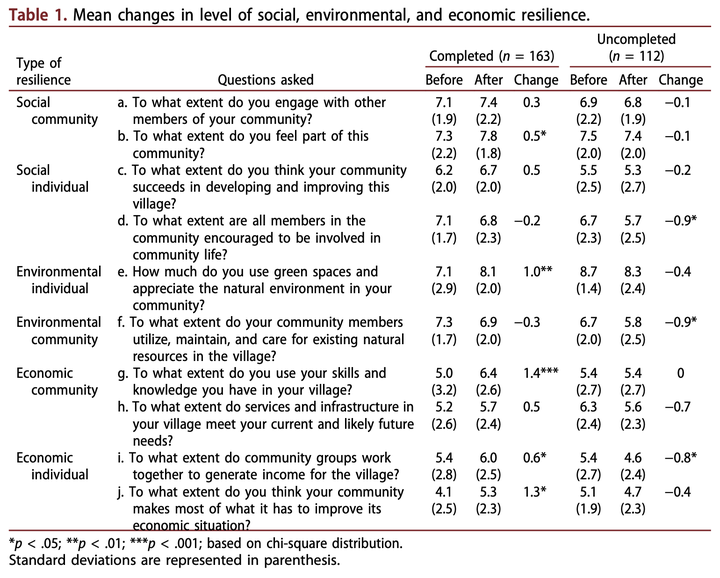 Table 1. Mean changes in level of social, environmental, and economic resilience.
Completed (n = 163) Uncompleted (n = 112)
Type of resilience Questions asked Before After Change Before After Change
Social community a. To what extent do you engage with other members of your community? 7.1 (1.9) 7.4 (2.2) 0.3 6.9 (2.2) 6.8 (1.9) −0.1
b. To what extent do you feel part of this community? 7.3 (2.2) 7.8 (1.8) 0.5* 7.5 (2.0) 7.4 (2.0) −0.1
Social individual c. To what extent do you think your community succeeds in developing and improving this village? 6.2 (2.0) 6.7 (2.0) 0.5 5.5 (2.5) 5.3 (2.7) −0.2
d. To what extent are all members in the community encouraged to be involved in community life? 7.1 (1.7) 6.8 (2.3) −0.2 6.7 (2.3) 5.7 (2.5) −0.9*
Environmental individual e. How much do you use green spaces and appreciate the natural environment in your community? 7.1 (2.9) 8.1 (2.0) 1.0** 8.7 (1.4) 8.3 (2.4) −0.4
Environmental community f. To what extent do your community members utilize, maintain, and care for existing natural resources in the village? 7.3 (1.7) 6.9 (2.0) −0.3 6.7 (2.0) 5.8 (2.5) −0.9*
Economic community g. To what extent do you use your skills and knowledge you have in your village? 5.0 (3.2) 6.4 (2.6) 1.4*** 5.4 (2.7) 5.4 (2.7) 0
h. To what extent do services and infrastructure in your village meet your current and likely future needs? 5.2 (2.6) 5.7 (2.4) 0.5 6.3 (2.4) 5.6 (2.3) −0.7
Economic individual i. To what extent do community groups work together to generate income for the village? 5.4 (2.8) 6.0 (2.5) 0.6* 5.4 (2.7) 4.6 (2.4) −0.8*
j. To what extent do you think your community makes most of what it has to improve its economic situation? 4.1 (2.5) 5.3 (2.3) 1.3* 5.1 (1.9) 4.7 (2.3) −0.4
*p < .05; **p < .01; ***p < .001; based on chi-square distribution.
Standard deviations are represented in parenthesis.